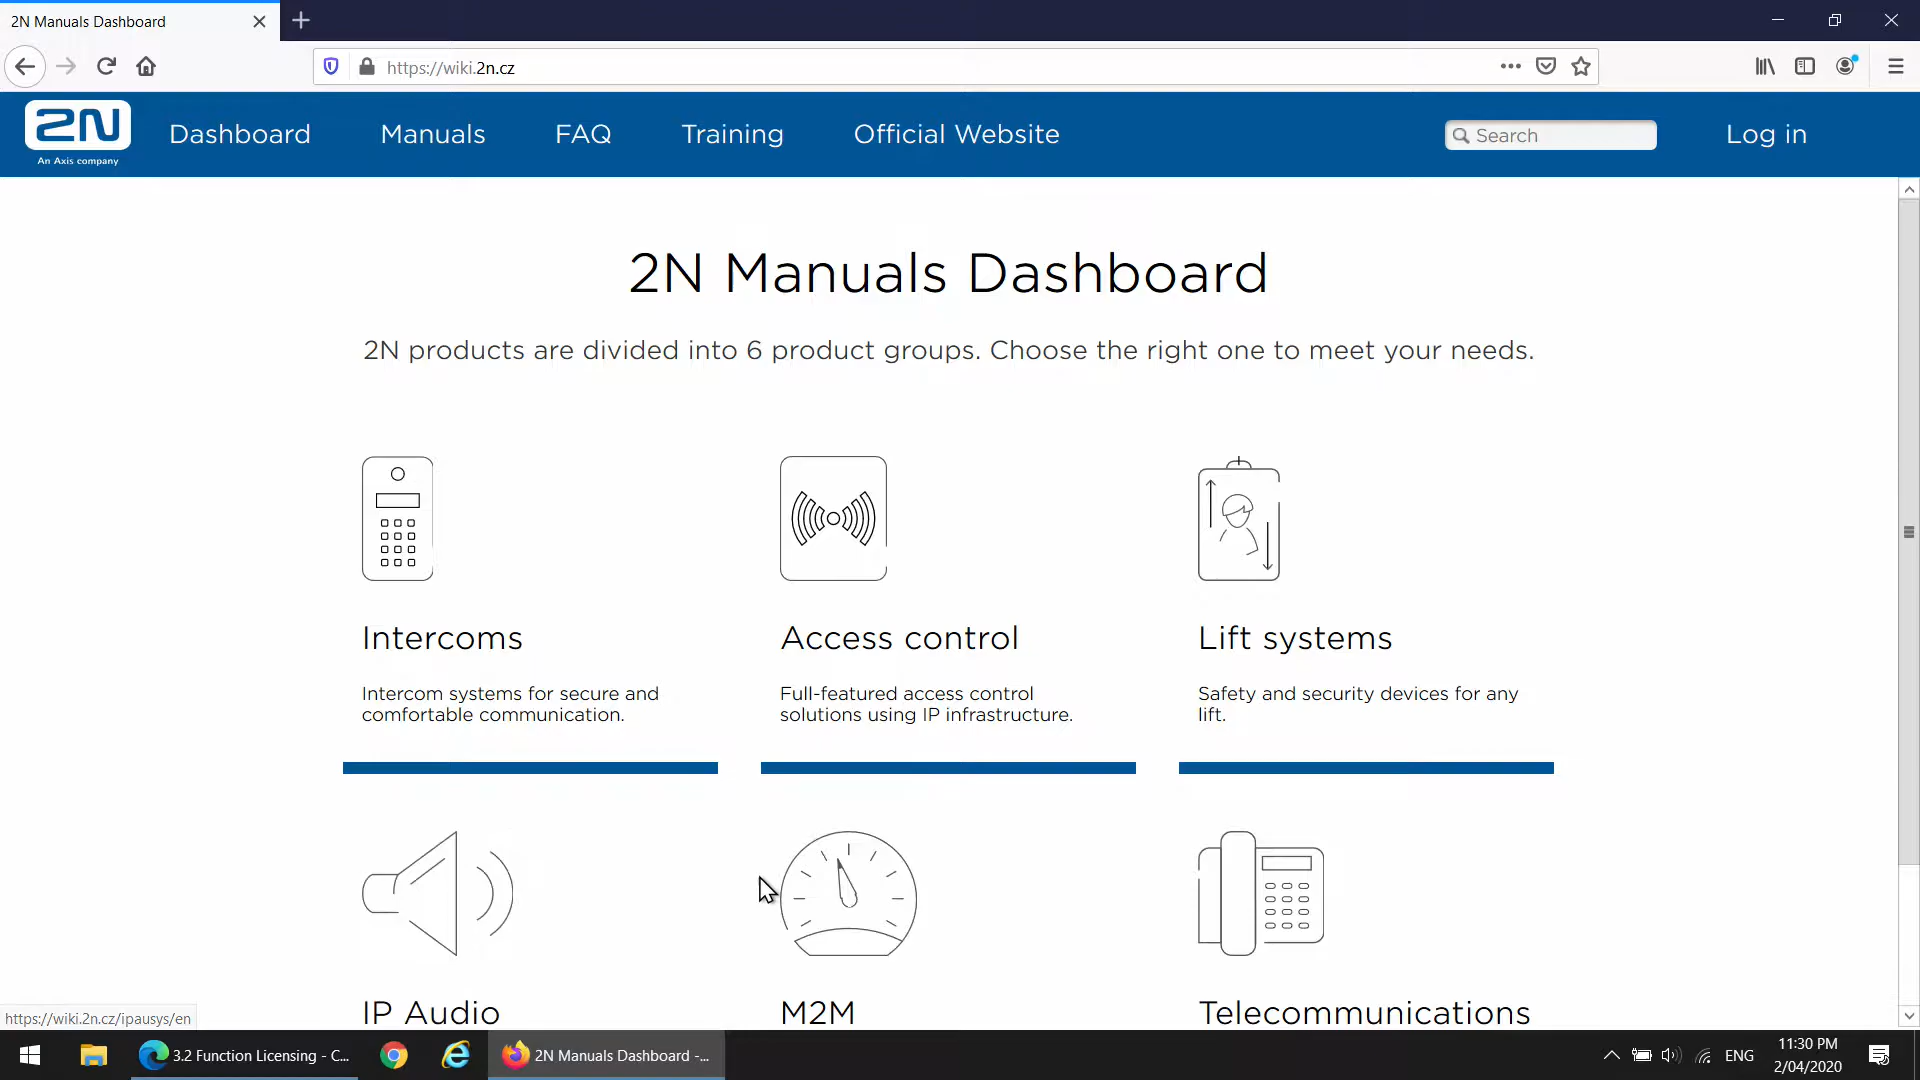 2N Manuals Dashboard
https://wiki.2n.cz
2N
An Axis company
Dashboard
Manuals
FAQ
Training
Official Website
Search
Log in
2N Manuals Dashboard
2N products are divided into 6 product groups. Choose the right one to meet your needs.
Intercoms
Access control
Lift systems
Intercom systems for secure and
comfortable communication.
Full-featured access control
solutions using IP infrastructure.
Safety and security devices for any
lift.
IP Audio
M2M
Telecommunications
https://wiki.2n.cz/ipausys/en
3.2 Function Licensing - C...
2N Manuals Dashboard -...
ENG
11:30 PM
2/04/2020